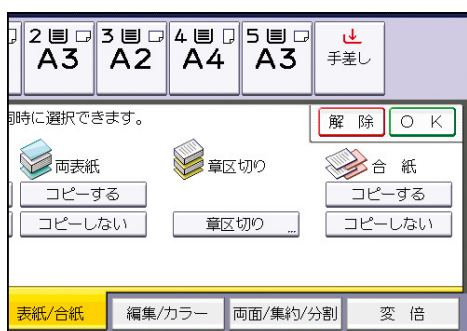 2 3 4 5
A3 A2 A4 A3 手差し
同時に選択できます。 解 除 O K
両表紙 章区切り 合 紙
コピーする コピーする
コピーしない 章区切り ... コピーしない
表紙/合紙 編集/カラー 両面/集約/分割 変 倍